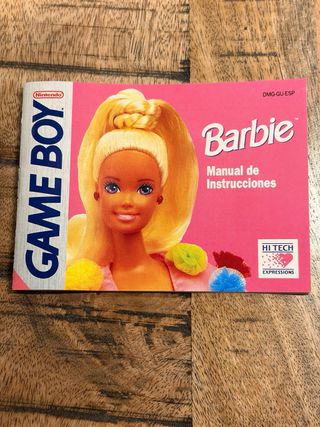 Nintendo
GAME BOY
DMG-GU-ESP
Barbie
Manual de
Instrucciones
HI TECH
EXPRESSIONS